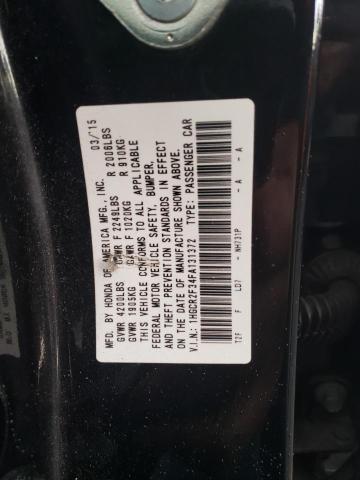 MFD. BY HONDA OF AMERICA MFG., INC. 03/15
GVWR 4200LBS GAWR F 2249LBS R 2006LBS
GVWR 1905KG GAWR F 1020KG R 910KG
THIS VEHICLE CONFORMS TO ALL APPLICABLE
FEDERAL MOTOR VEHICLE SAFETY, BUMPER,
AND THEFT PREVENTION STANDARDS IN EFFECT
ON THE DATE OF MANUFACTURE SHOWN ABOVE.
V.I.N.: 1HGCR2F34FA131372 TYPE: PASSENGER CAR
T2F F LD7 - NH731P - A - A